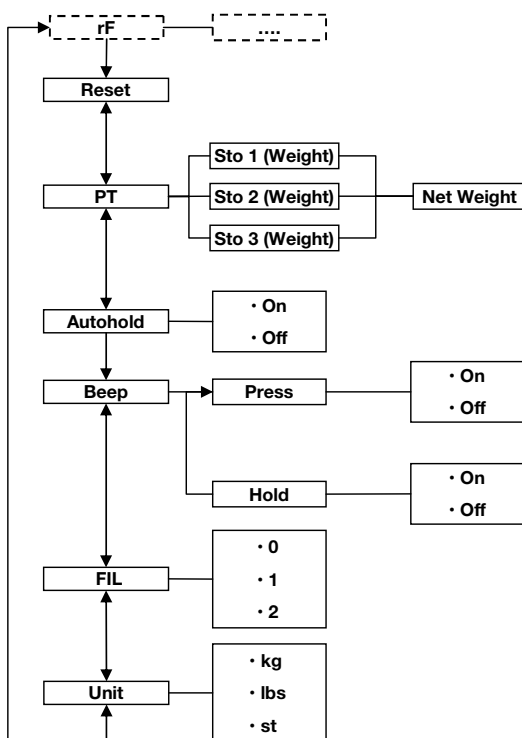 rF
....
Reset
Sto 1 (Weight)
PT
Sto 2 (Weight)
Net Weight
Sto 3 (Weight)
Autohold
· On
· Off
Beep
Press
· On
· Off
Hold
· On
· Off
FIL
· 0
· 1
· 2
Unit
· kg
· lbs
· st